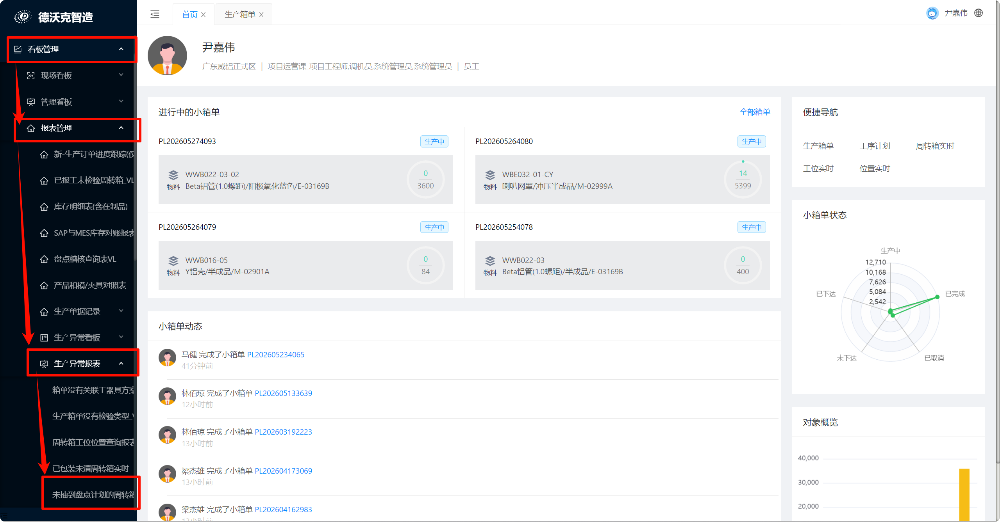 德沃克智造
看板管理
现场看板
管理看板
报表管理
新-生产订单进度跟踪(仅
已报工未检验周转箱_VL
库存明细表(含在制品)
SAP与MES库存对账报表
盘点稽核查询表VL
产品和模/夹具对照表
生产单据记录
生产异常看板
生产异常报表
箱单没有关联工器具方案
生产箱单没有检验类型_V
周转箱工位位置查询报表
已包装未清周转箱实时
未抽到盘点计划的周转箱
首页
生产箱单
尹嘉伟
尹嘉伟
广东威铝正式区 | 项目运营课_项目工程师,调机员,系统管理员,系统管理员 | 员工
进行中的小箱单
全部箱单
PL202605274093
生产中
物料
WWB022-03-02
Beta铝管(1.0螺距)/阳极氧化蓝色/E-03169B
0
3600
PL202605264080
生产中
物料
WBE032-01-CY
喇叭网罩/冲压半成品/M-02999A
14
5399
PL202605264079
生产中
物料
WWB016-05
Y铝壳/半成品/M-02901A
0
84
PL202605254078
生产中
物料
WWB022-03
Beta铝管(1.0螺距)/半成品/E-03169B
0
400
小箱单动态
马健 完成了小箱单 PL202605234065
41分钟前
林佰琼 完成了小箱单 PL202605133639
12小时前
林佰琼 完成了小箱单 PL202603192223
13小时前
梁杰雄 完成了小箱单 PL202604173069
13小时前
梁杰雄 完成了小箱单 PL202604162983
13小时前
便捷导航
生产箱单 工序计划 周转箱实时
工位实时 位置实时
小箱单状态
生产中
12,710
10,168
7,626
5,084
2,542
已下达
已完成
未下达
已取消
对象概览
40,000
30,000
20,000